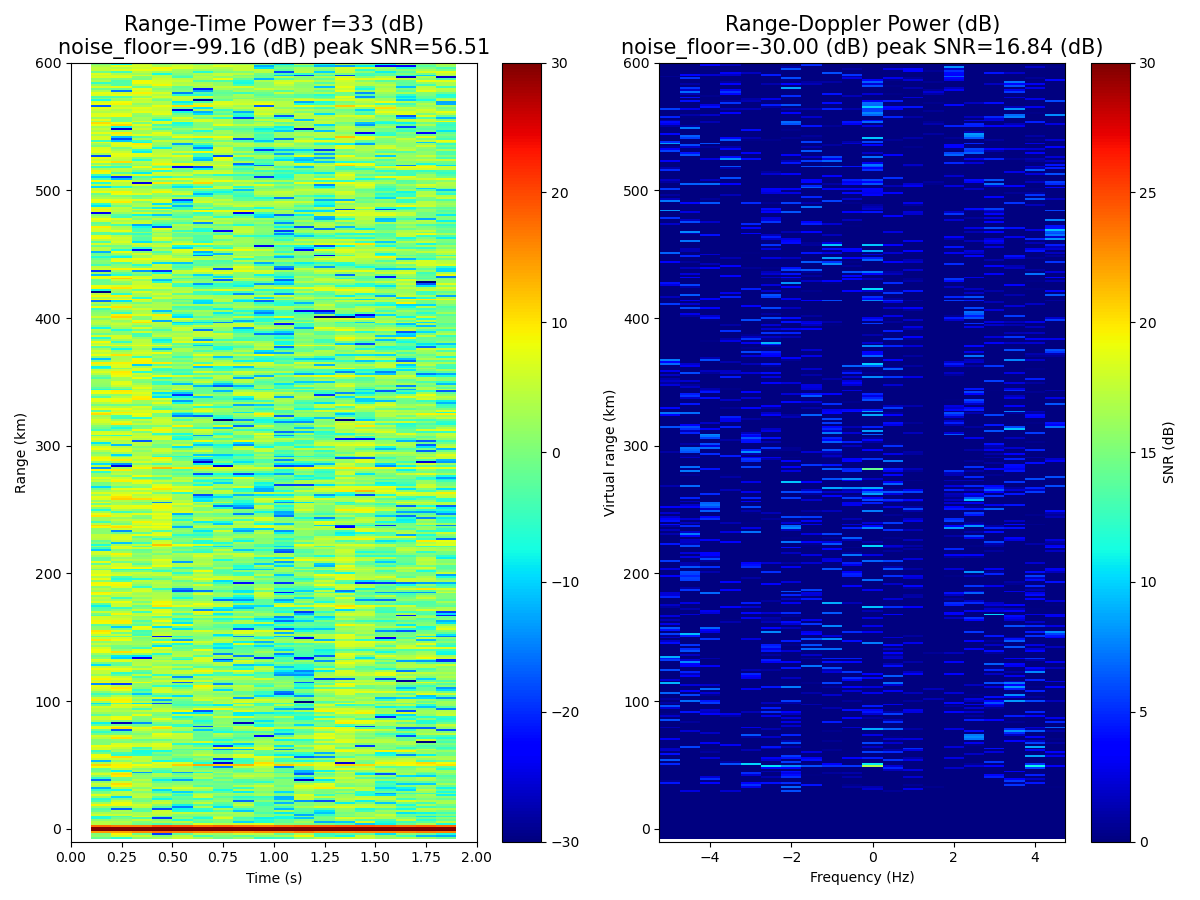 Range-Time Power f=33 (dB)
noise_floor=-99.16 (dB) peak SNR=56.51
Range (km)
600
500
400
300
200
100
0
0.00 0.25 0.50 0.75 1.00 1.25 1.50 1.75 2.00
Time (s)
30
20
10
0
−10
−20
−30
Range-Doppler Power (dB)
noise_floor=-30.00 (dB) peak SNR=16.84 (dB)
Virtual range (km)
600
500
400
300
200
100
0
−4 −2 0 2 4
Frequency (Hz)
30
25
20
15
10
5
0
SNR (dB)